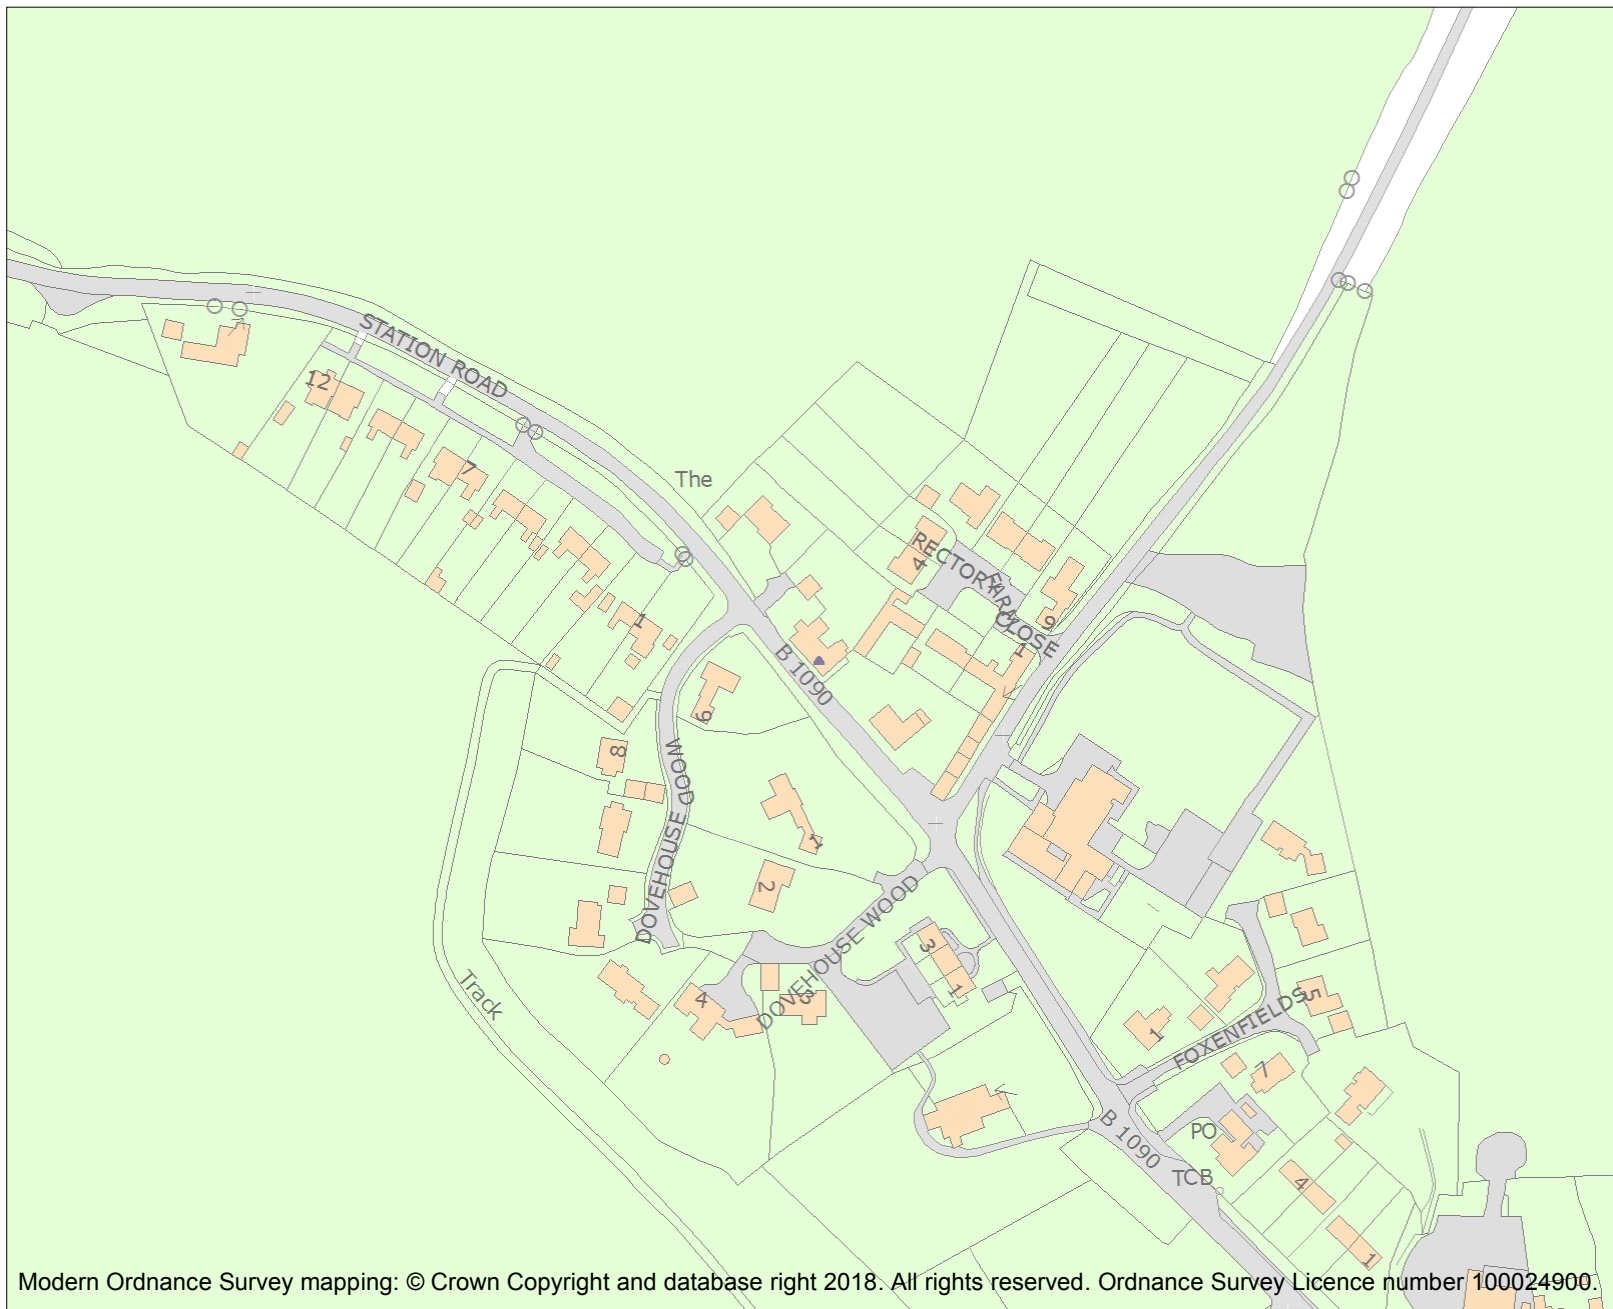 STATION ROAD
12
7
The
RECTORY
FARM
CLOSE
4
9
1
1
B 1090
9
8
DOVEHOUSE WOOD
1
2
DOVEHOUSE WOOD
3
1
4
3
Track
5
1
FOXENFIELDS
7
B 1090
PO
TCB
4
1
Modern Ordnance Survey mapping: © Crown Copyright and database right 2018. All rights reserved. Ordnance Survey Licence number 100024900.